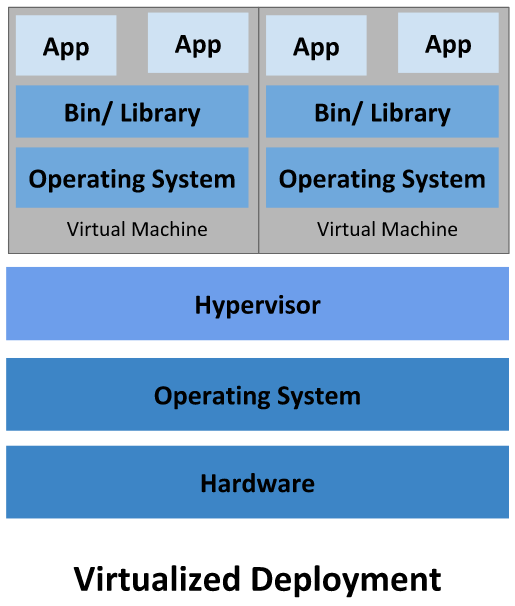 App
App
App
App
Bin/ Library
Bin/ Library
Operating System
Operating System
Virtual Machine
Virtual Machine
Hypervisor
Operating System
Hardware
Virtualized Deployment